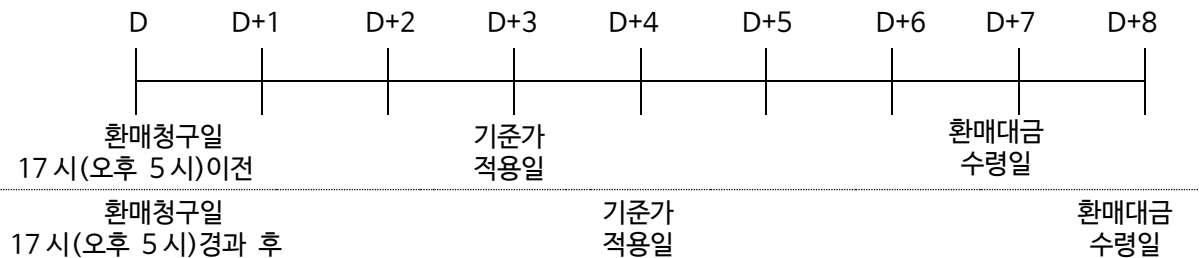 D D+1 D+2 D+3 D+4 D+5 D+6 D+7 D+8
환매청구일 기준가 환매대금
17시(오후 5시)이전 적용일 수령일
환매청구일 기준가 환매대금
17시(오후 5시)경과 후 적용일 수령일